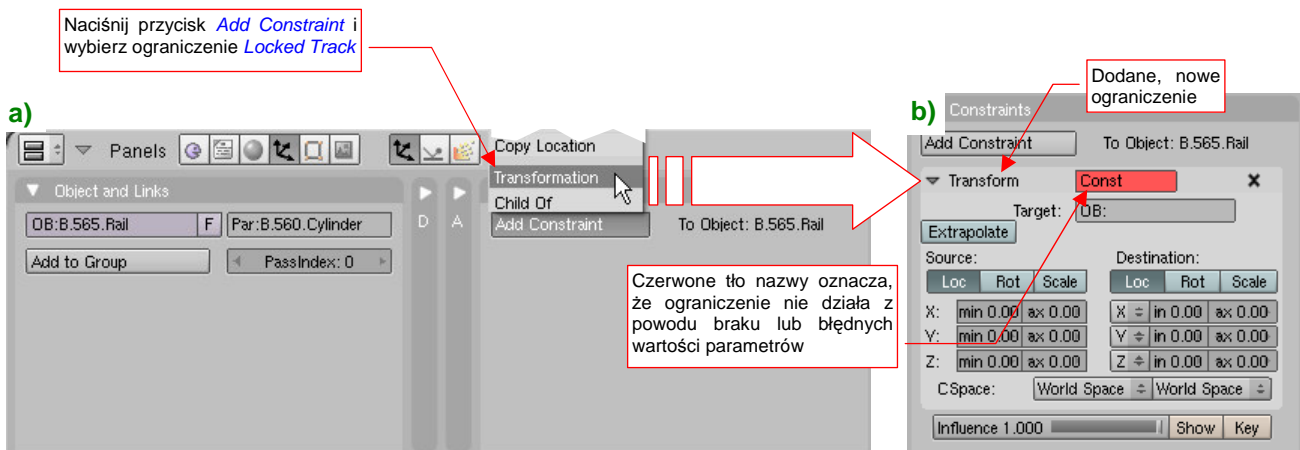 Naciśnij przycisk Add Constraint i
wybierz ograniczenie Locked Track
Dodane, nowe
ograniczenie
a)
Panels
Copy Location
Transformation
Child Of
Add Constraint
To Object: B.565.Rail
Object and Links
OB:B.565.Rail
F
Par:B.560.Cylinder
D
A
Add to Group
PassIndex: 0
Czerwone tło nazwy oznacza,
że ograniczenie nie działa z
powodu braku lub błędnych
wartości parametrów
b)
Constraints
Add Constraint
To Object: B.565.Rail
Transform
Const
Target:
OB:
Extrapolate
Source:
Destination:
Loc Rot Scale
Loc Rot Scale
X: min 0.00 ax 0.00 X in 0.00 ax 0.00
Y: min 0.00 ax 0.00 Y in 0.00 ax 0.00
Z: min 0.00 ax 0.00 Z in 0.00 ax 0.00
CSpace: World Space World Space
Influence 1.000 Show Key